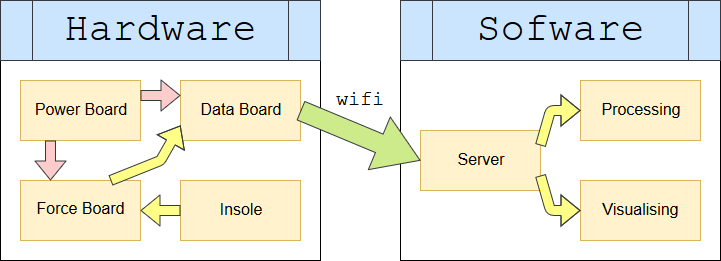 Hardware
Sofware
Power Board
Data Board
wifi
Processing
Server
Force Board
Insole
Visualising